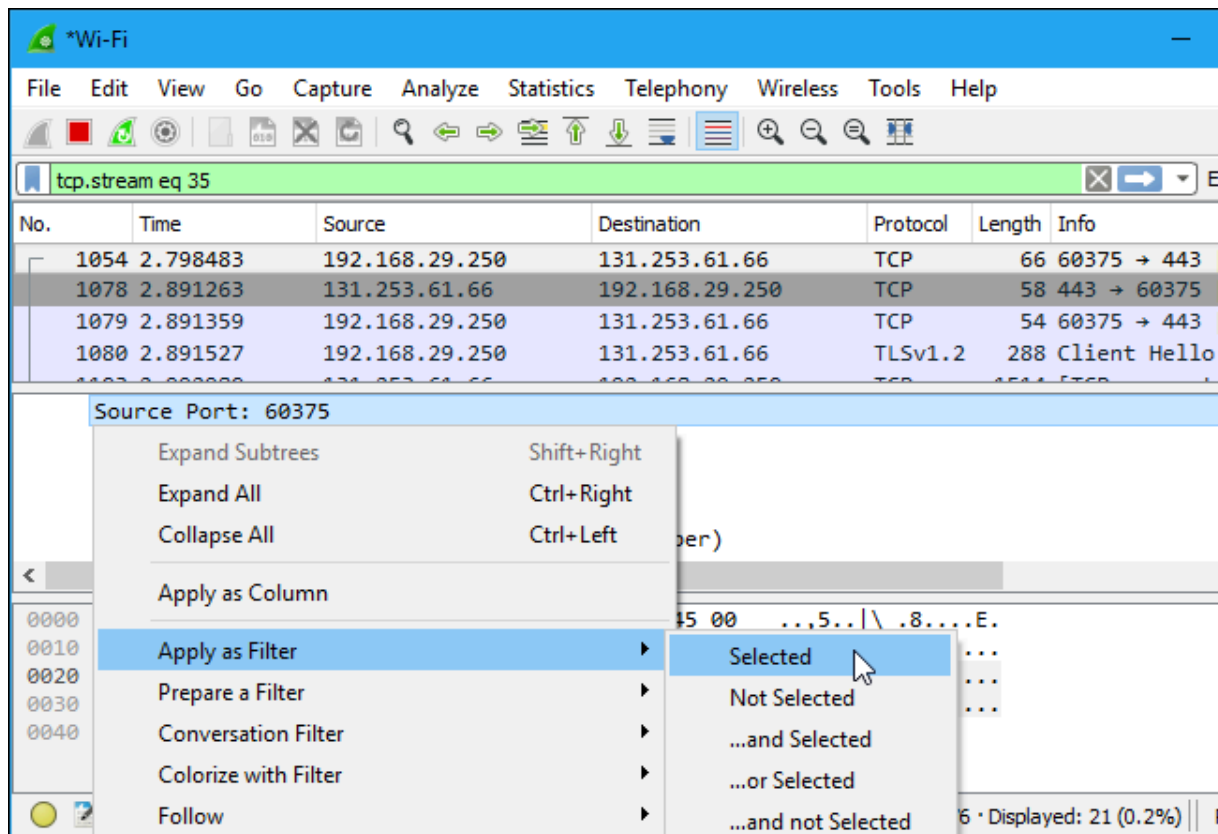 *Wi-Fi
File Edit View Go Capture Analyze Statistics Telephony Wireless Tools Help
tcp.stream eq 35
No. Time Source Destination Protocol Length Info
1054 2.798483 192.168.29.250 131.253.61.66 TCP 66 60375 → 443
1078 2.891263 131.253.61.66 192.168.29.250 TCP 58 443 → 60375
1079 2.891359 192.168.29.250 131.253.61.66 TCP 54 60375 → 443
1080 2.891527 192.168.29.250 131.253.61.66 TLSv1.2 288 Client Hello
Source Port: 60375
Expand Subtrees Shift+Right
Expand All Ctrl+Right
Collapse All Ctrl+Left
ber)
Apply as Column
0000 45 00 ..,5..|\ .8....E.
0010 Apply as Filter Selected ...
0020 ...
Prepare a Filter Not Selected
0030 ...
0040 Conversation Filter ...and Selected
Colorize with Filter ...or Selected
Follow ...and not Selected 6 · Displayed: 21 (0.2%)